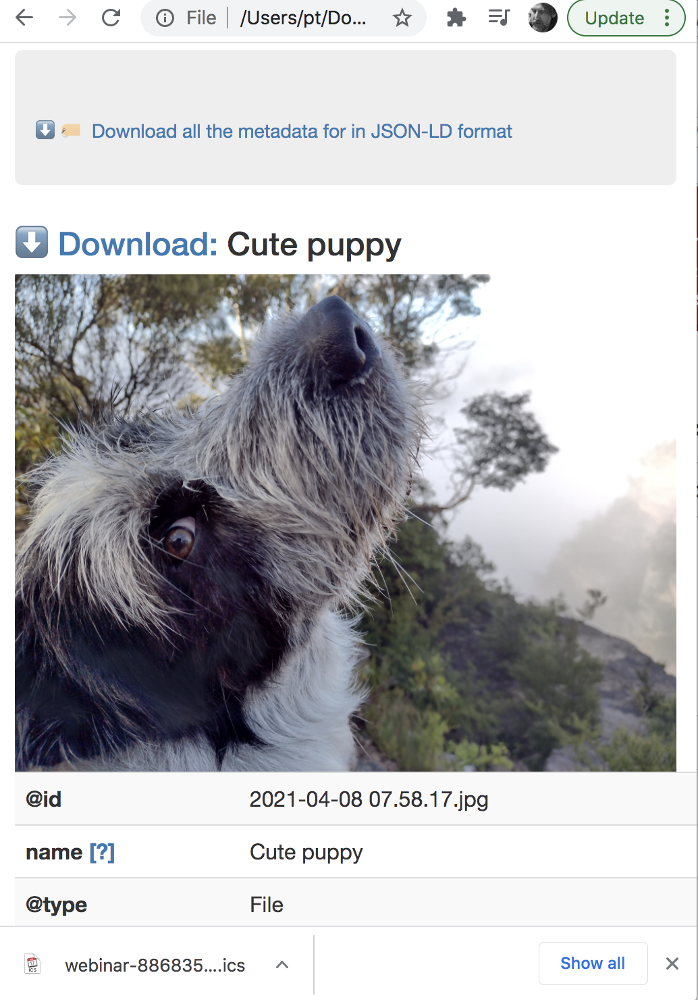 File /Users/pt/Do... Update
Download all the metadata for in JSON-LD format
Download: Cute puppy
@id 2021-04-08 07.58.17.jpg
name [?] Cute puppy
@type File
webinar-886835....ics Show all